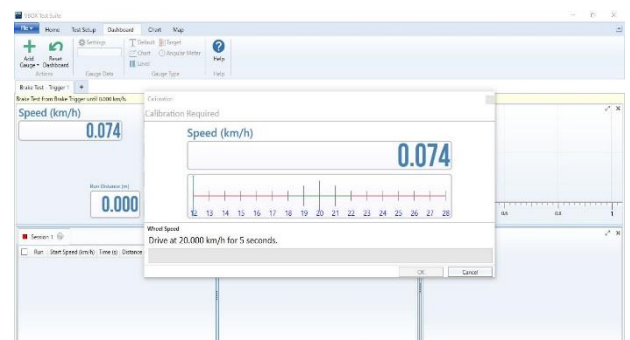 VBOX Test Suite
Home Test Setup Dashboard Chart Map
Add Gauge Reset Dashboard
Settings
Default Target
Chart Angular Meter
Level
Help
Actions Gauge Data Gauge Type Help
Brake Test Trigger
Brake Test from Brake Trigger until 0.000 km/h.
Speed (km/h)
0.074
Run Distance (m)
0.000
Calibration
Calibration Required
Speed (km/h)
0.074
12 13 14 15 16 17 18 19 20 21 22 23 24 25 26 27 28
Wheel Speed
Drive at 20.000 km/h for 5 seconds.
OK Cancel
0.6 0.8 1
Session 1
Run Start Speed (km/h) Time (s) Distance